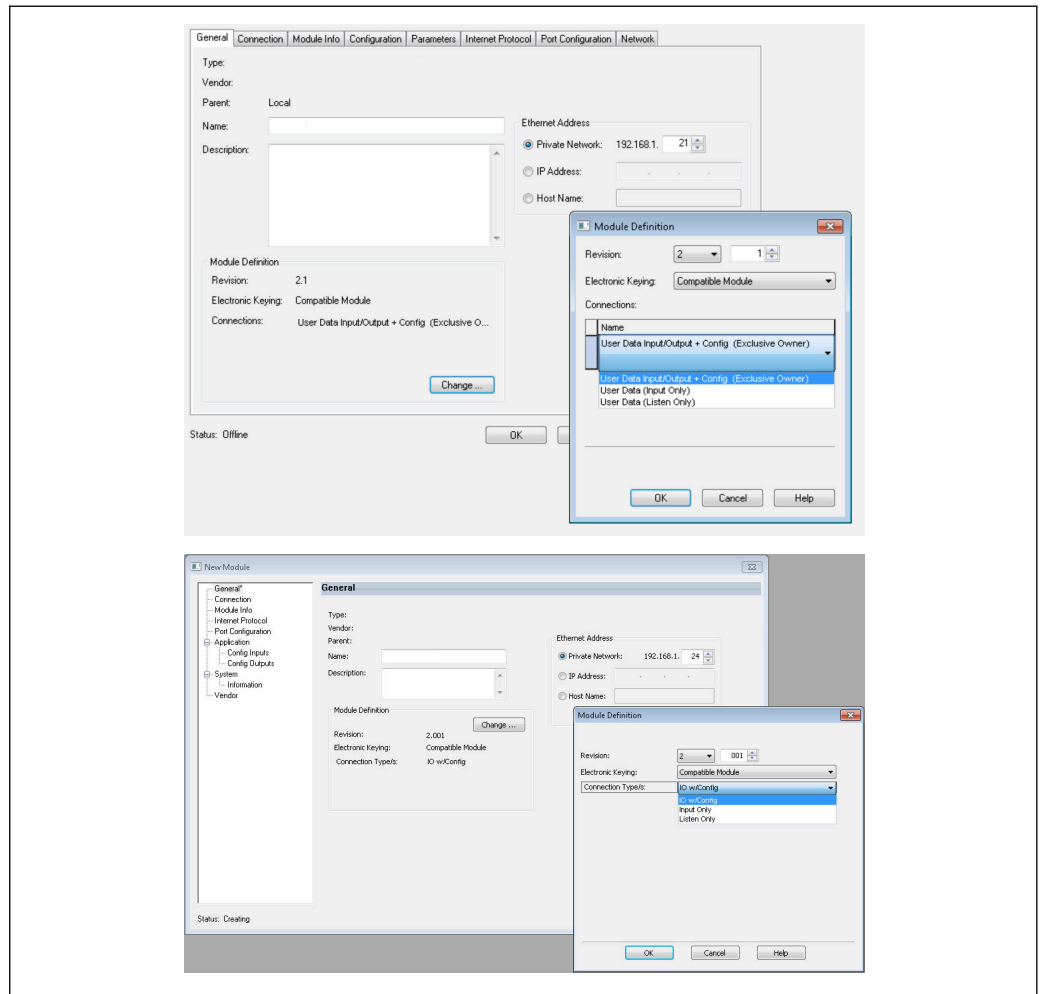 General Connection Module Info Configuration Parameters Internet Protocol Port Configuration Network
Type:
Vendor:
Parent: Local
Name:
Description:
Ethernet Address
Private Network: 192.168.1. 21
IP Address:
Host Name:
Module Definition
Revision: 2.1
Electronic Keying: Compatible Module
Connections: User Data Input/Output + Config (Exclusive O...
Change ...
Status: Offline
OK
Module Definition
Revision: 2 1
Electronic Keying: Compatible Module
Connections:
Name
User Data Input/Output + Config (Exclusive Owner)
User Data Input/Output + Config (Exclusive Owner)
User Data (Input Only)
User Data (Listen Only)
OK Cancel Help
New Module
General*
Connection
Module Info
Internet Protocol
Port Configuration
Application
Config Inputs
Config Outputs
System
Information
Vendor
General
Type:
Vendor:
Parent:
Name:
Description:
Ethernet Address
Private Network: 192.168.1. 24
IP Address:
Host Name:
Module Definition
Change ...
Revision: 2.001
Electronic Keying: Compatible Module
Connection Type/s: IO w/Config
Status: Creating
Module Definition
Revision: 2 001
Electronic Keying: Compatible Module
Connection Type/s: IO w/Config
IO w/Config
Input Only
Listen Only
OK Cancel Help